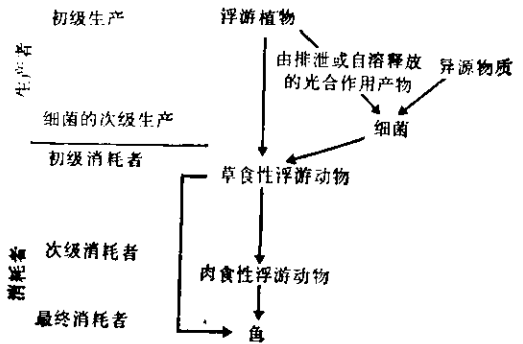 初级生产
浮游植物
生产者
由排泄或自溶释放
的光合作用产物
异源物质
细菌的次级生产
细菌
初级消耗者
草食性浮游动物
消耗者
次级消耗者
肉食性浮游动物
最终消耗者
鱼